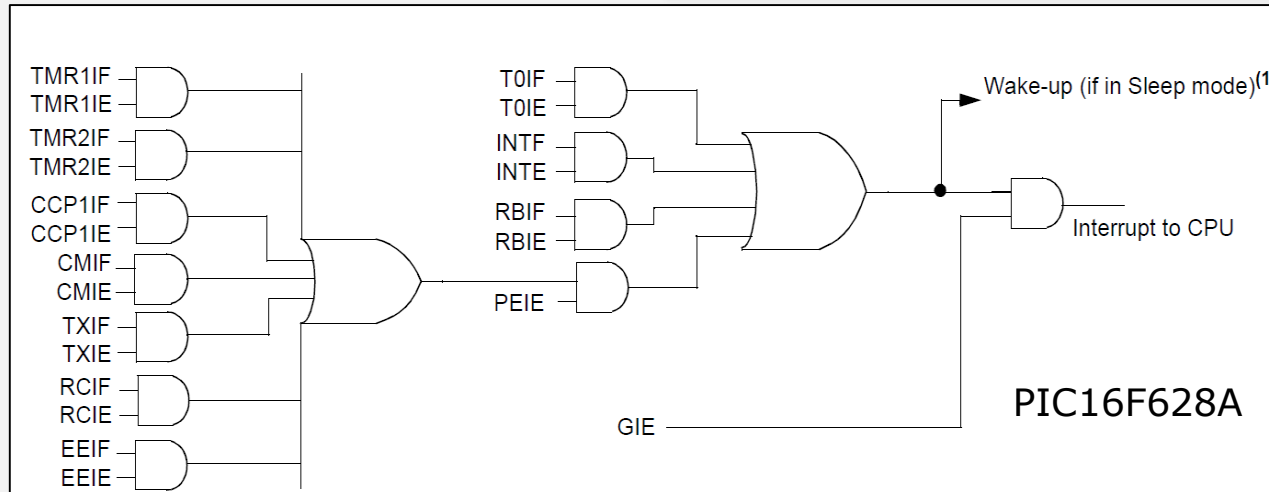 TMR1IF
TMR1IE
TMR2IF
TMR2IE
CCP1IF
CCP1IE
CMIF
CMIE
TXIF
TXIE
RCIF
RCIE
EEIF
EEIE
T0IF
T0IE
INTF
INTE
RBIF
RBIE
PEIE
GIE
Wake-up (if in Sleep mode)(1
Interrupt to CPU
PIC16F628A